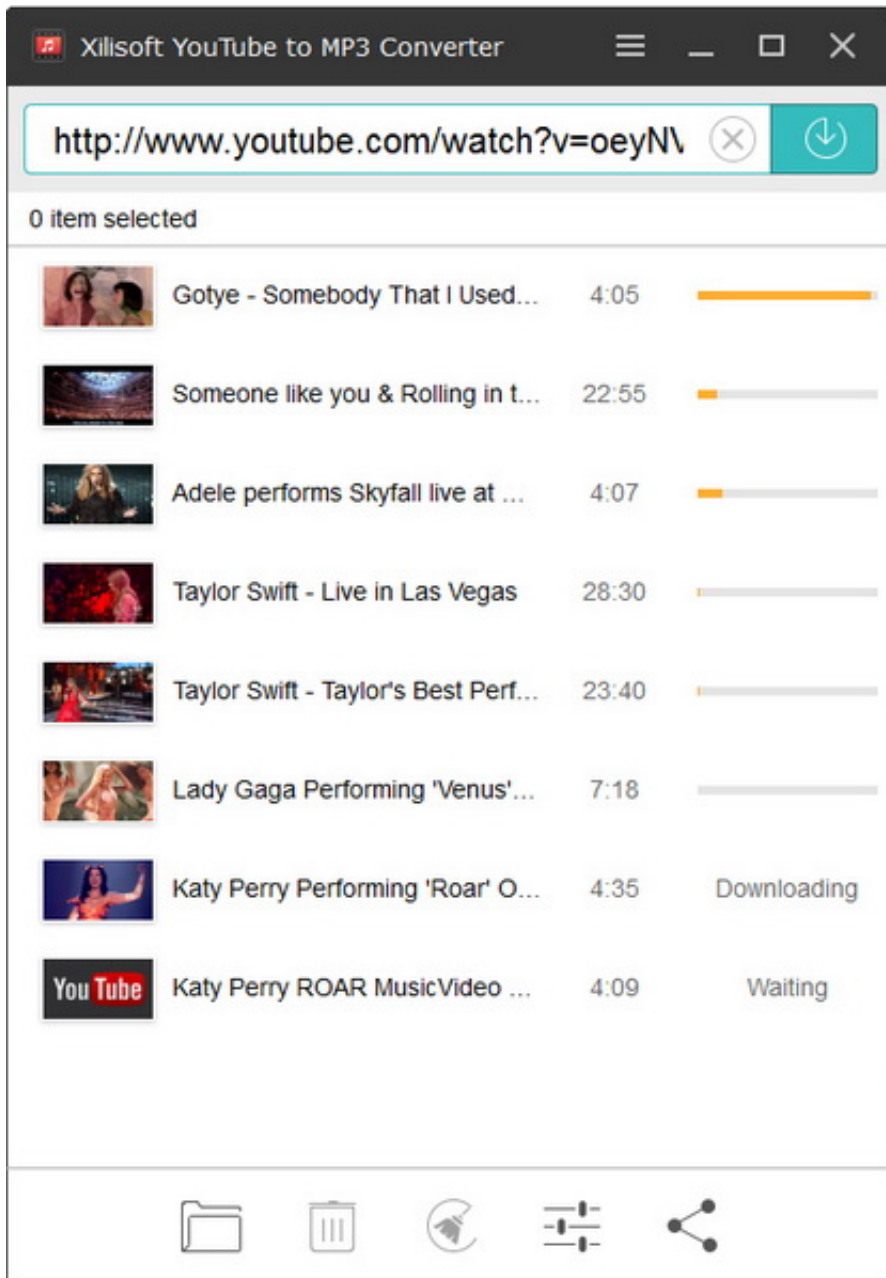 Xilisoft YouTube to MP3 Converter
http://www.youtube.com/watch?v=oeyN
0 item selected
Gotye - Somebody That I Used... 4:05
Someone like you & Rolling in t... 22:55
Adele performs Skyfall live at ... 4:07
Taylor Swift - Live in Las Vegas 28:30
Taylor Swift - Taylor's Best Perf... 23:40
Lady Gaga Performing 'Venus'... 7:18
Katy Perry Performing 'Roar' O... 4:35 Downloading
YouTube Katy Perry ROAR MusicVideo ... 4:09 Waiting